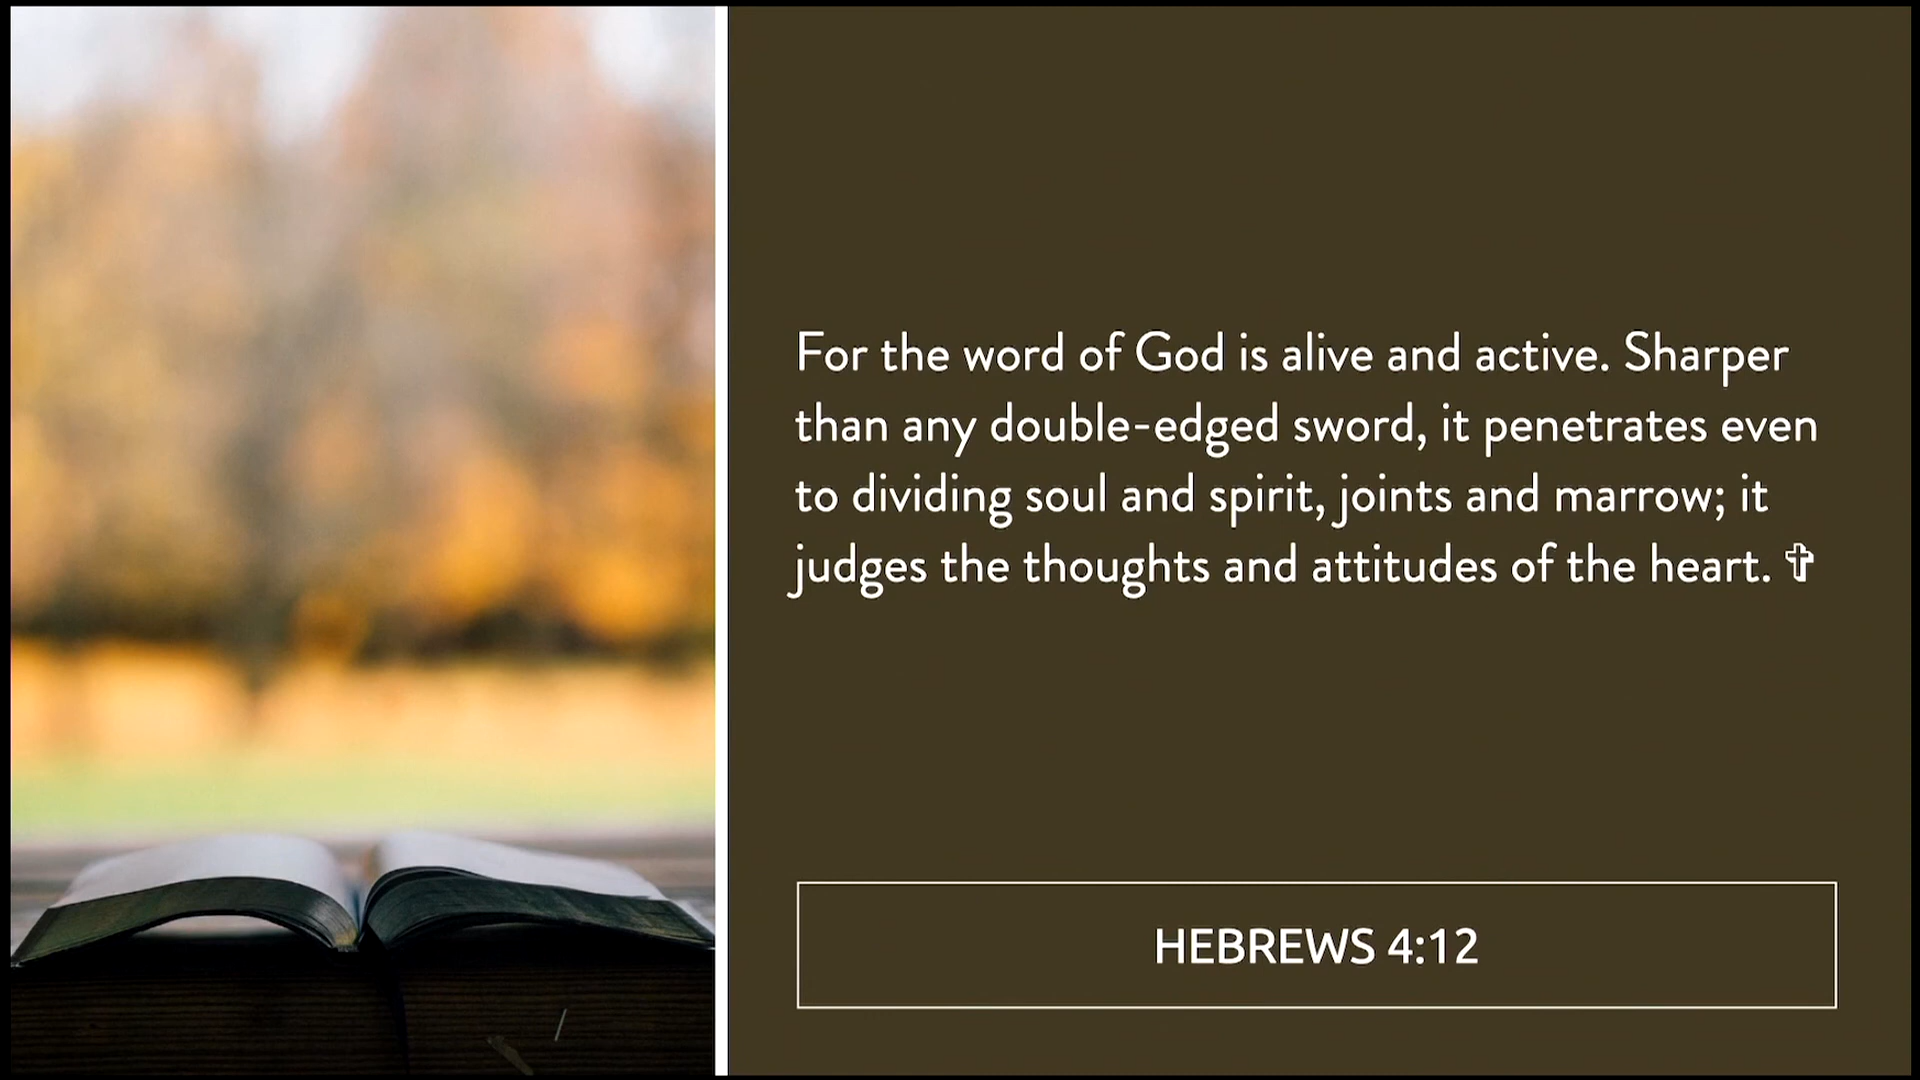 For the word of God is alive and active. Sharper
than any double-edged sword, it penetrates even
to dividing soul and spirit, joints and marrow; it
judges the thoughts and attitudes of the heart. ✞
HEBREWS 4:12